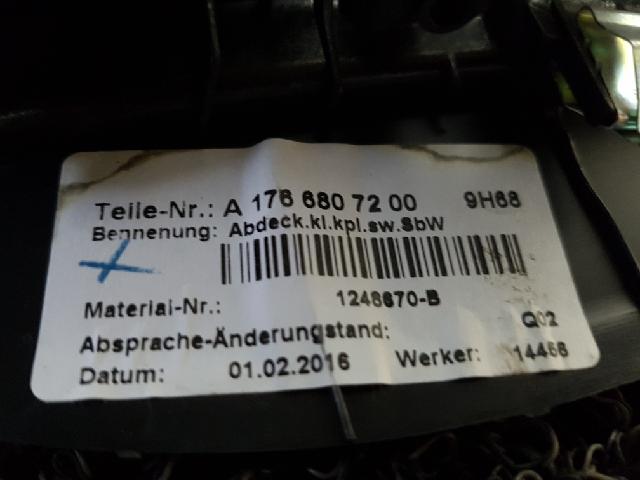 Teile-Nr.: A 176 680 72 00 9H68
Bennenung: Abdeck.kl.kpl.sw.SbW
Material-Nr.: 1248670-B
Absprache-Änderungstand: Q02
Datum: 01.02.2016 Werker: 14468